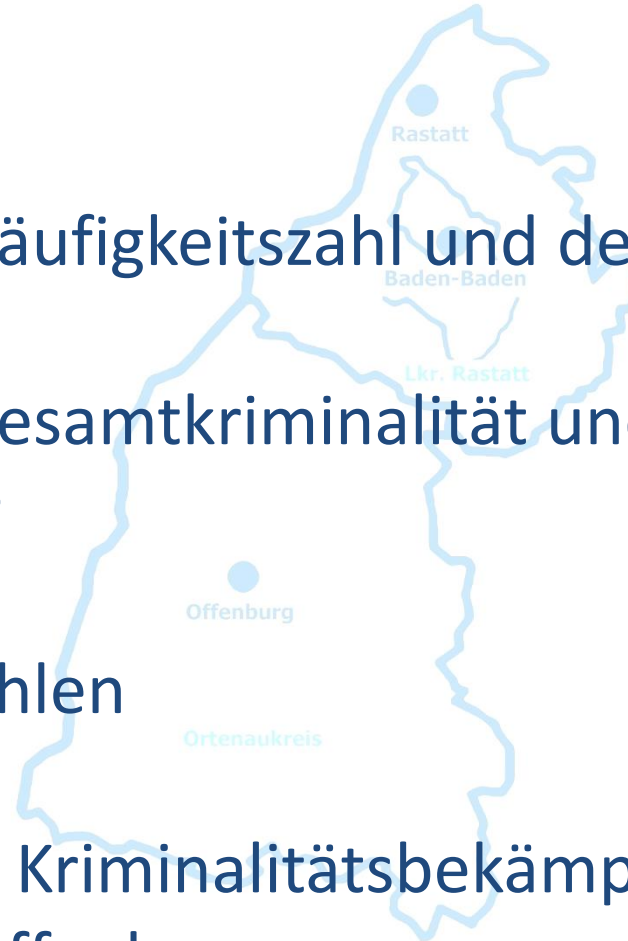 Rastatt
äufigkeitszahl und de
Baden-Baden
Lkr. Rastatt
esamtkriminalität un
Offenburg
hlen
Ortenaukreis
Kriminalitätsbekämp